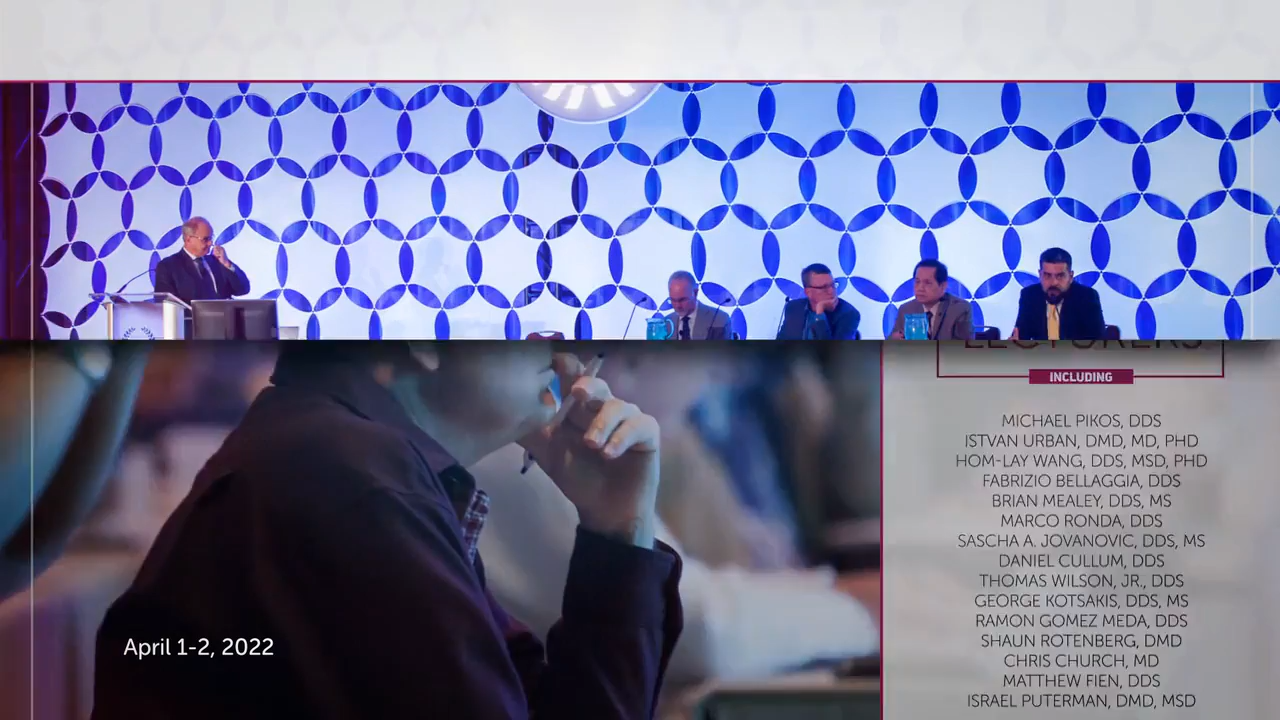 LECTURERS
INCLUDING
MICHAEL PIKOS, DDS
ISTVAN URBAN, DMD, MD, PHD
HOM-LAY WANG, DDS, MSD, PHD
FABRIZIO BELLAGGIA, DDS
BRIAN MEALEY, DDS, MS
MARCO RONDA, DDS
SASCHA A. JOVANOVIC, DDS, MS
DANIEL CULLUM, DDS
THOMAS WILSON, JR., DDS
GEORGE KOTSAKIS, DDS, MS
RAMON GOMEZ MEDA, DDS
SHAUN ROTENBERG, DMD
CHRIS CHURCH, MD
MATTHEW FIEN, DDS
ISRAEL PUTERMAN, DMD, MSD
April 1-2, 2022